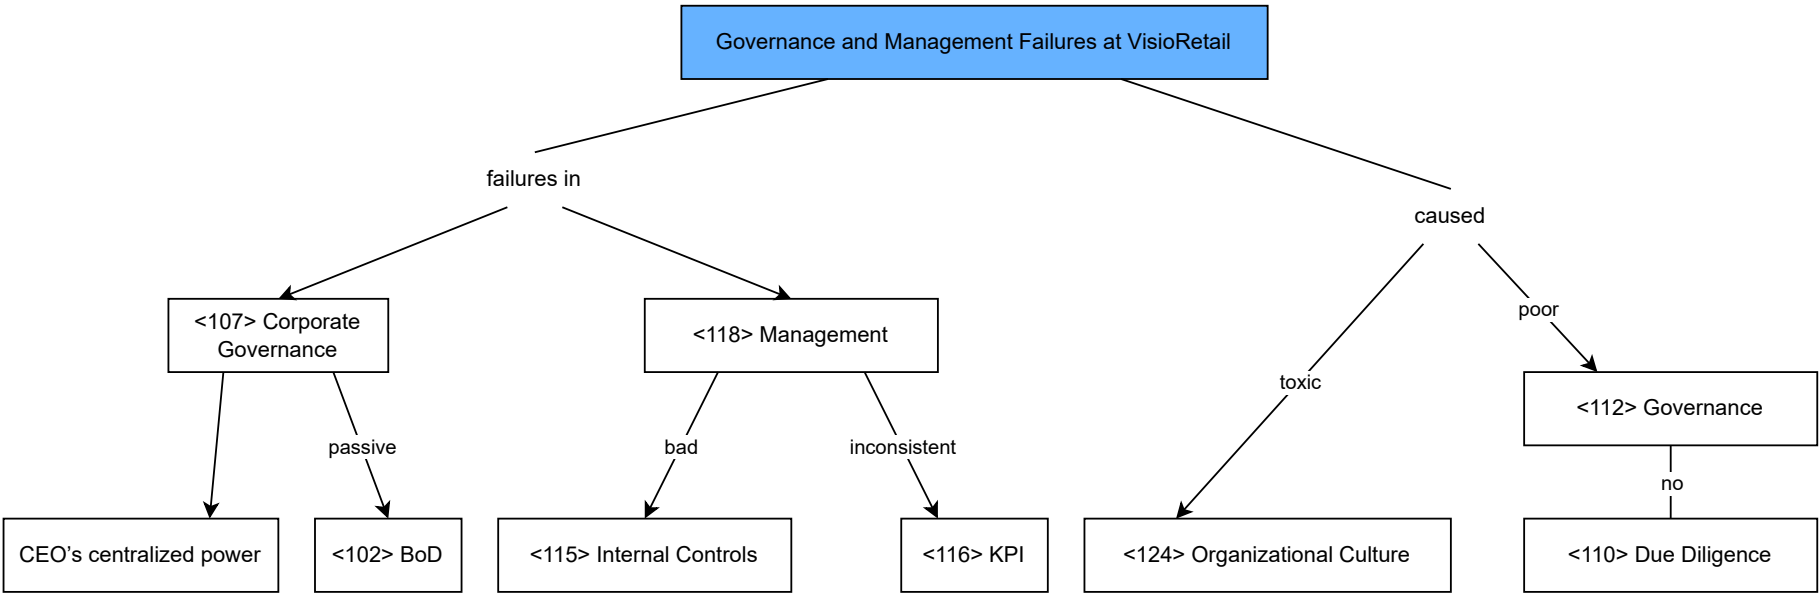 Governance and Management Failures at VisioRetail
failures in
caused
<107> Corporate
Governance
<118> Management
poor
toxic
<112> Governance
passive
bad
inconsistent
no
CEO’s centralized power
<102> BoD
<115> Internal Controls
<116> KPI
<124> Organizational Culture
<110> Due Diligence